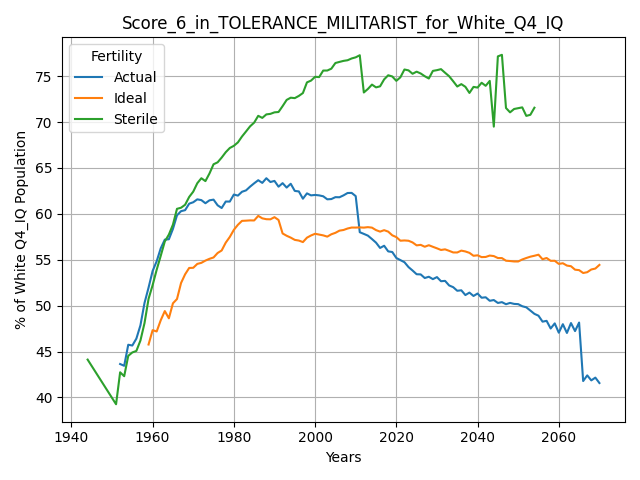 Score_6_in_TOLERANCE_MILITARIST_for_White_Q4_IQ
Fertility
Actual
Ideal
Sterile
% of White Q4_IQ Population
75
70
65
60
55
50
45
40
1940
1960
1980
2000
2020
2040
2060
Years